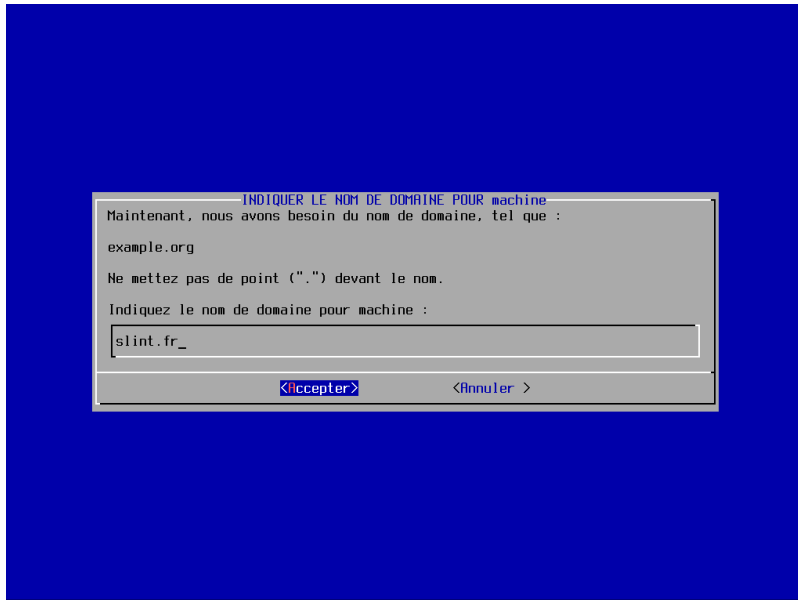 INDIQUER LE NOM DE DOMAINE POUR machine
Maintenant, nous avons besoin du nom de domaine, tel que :
example.org
Ne mettez pas de point (".") devant le nom.
Indiquez le nom de domaine pour machine :
slint.fr_
<Accepter> <Annuler >